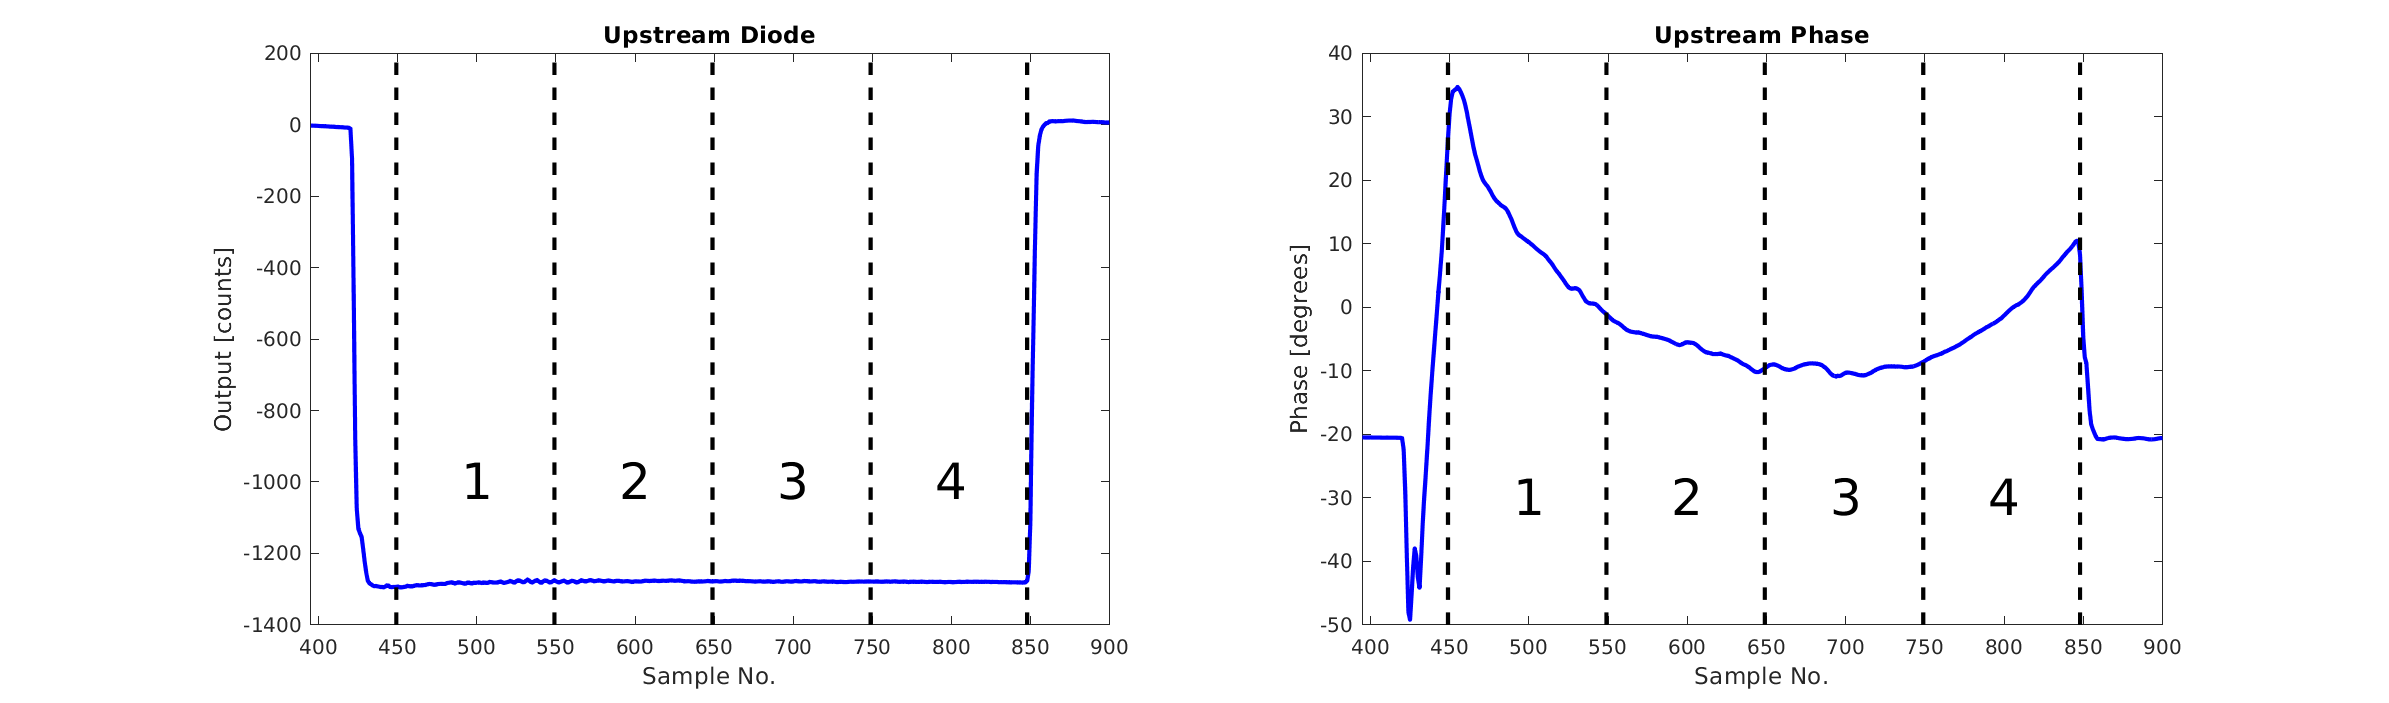 Upstream Diode
200
0
-200
-400
-600
-800
-1000
-1200
-1400
Output [counts]
1 2 3 4
400 450 500 550 600 650 700 750 800 850 900
Sample No.
Upstream Phase
40
30
20
10
0
-10
-20
-30
-40
-50
Phase [degrees]
1 2 3 4
400 450 500 550 600 650 700 750 800 850 900
Sample No.